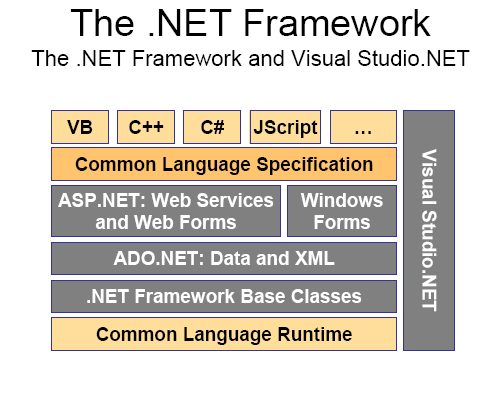 The .NET Framework
The .NET Framework and Visual Studio.NET
VB
C++
C#
JScript
…
Common Language Specification
ASP.NET: Web Services
and Web Forms
Windows
Forms
ADO.NET: Data and XML
.NET Framework Base Classes
Common Language Runtime
Visual Studio.NET